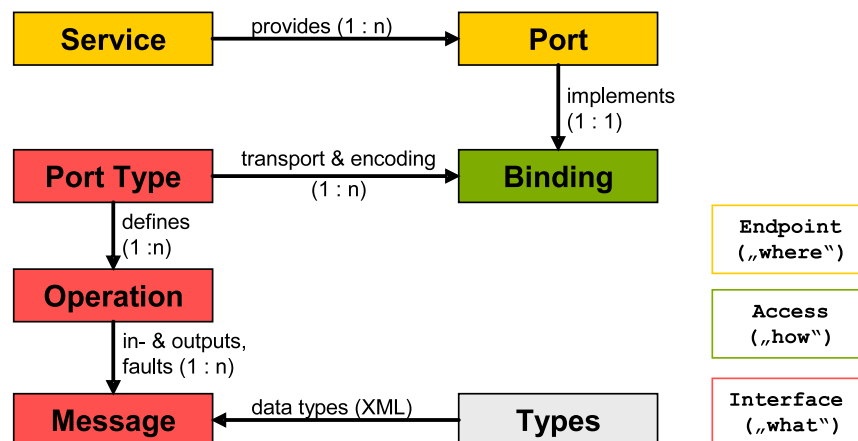 Service
provides (1 : n)
Port
implements
(1 : 1)
Port Type
transport & encoding
(1 : n)
Binding
defines
(1 :n)
Operation
in- & outputs,
faults (1 : n)
Message
data types (XML)
Types
Endpoint
(„where“)
Access
(„how“)
Interface
(„what“)